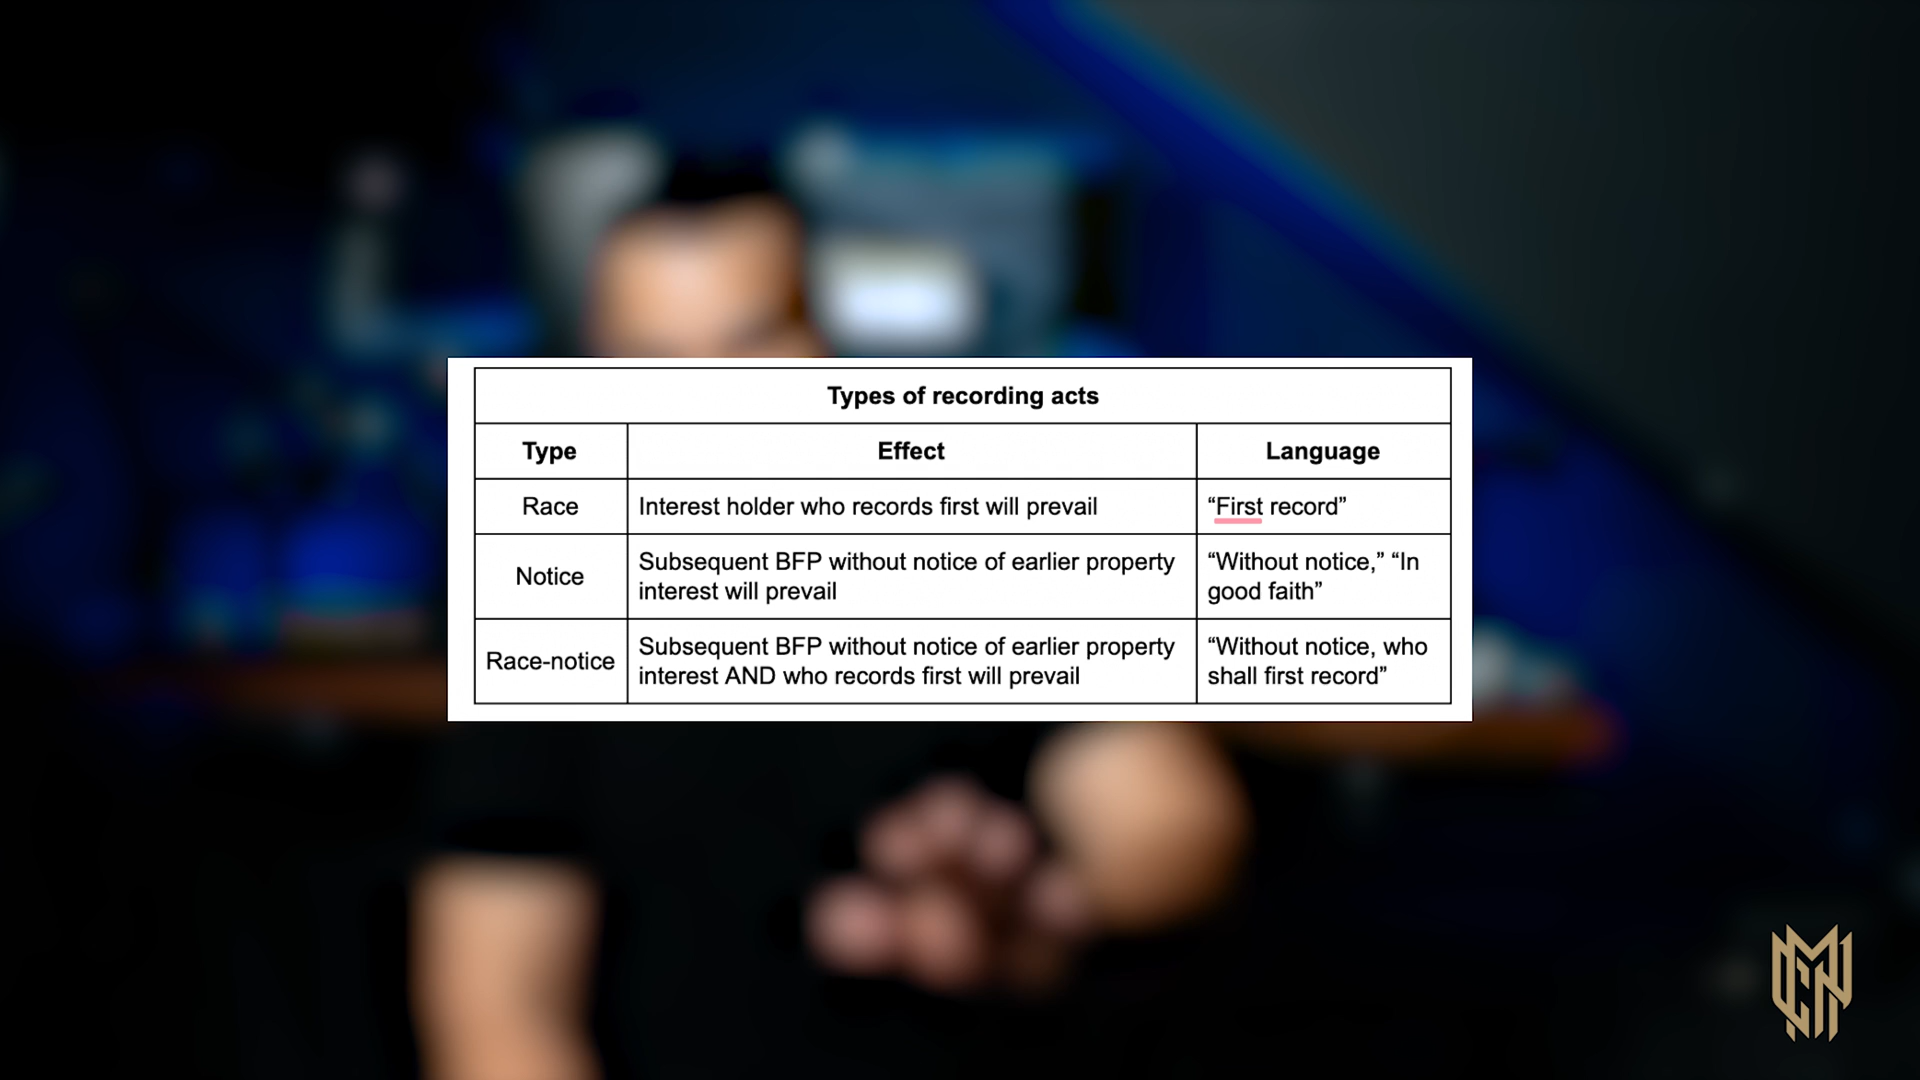 Types of recording acts
Type Effect Language
Race Interest holder who records first will prevail “First record”
Notice Subsequent BFP without notice of earlier property interest will prevail “Without notice,” “In good faith”
Race-notice Subsequent BFP without notice of earlier property interest AND who records first will prevail “Without notice, who shall first record”